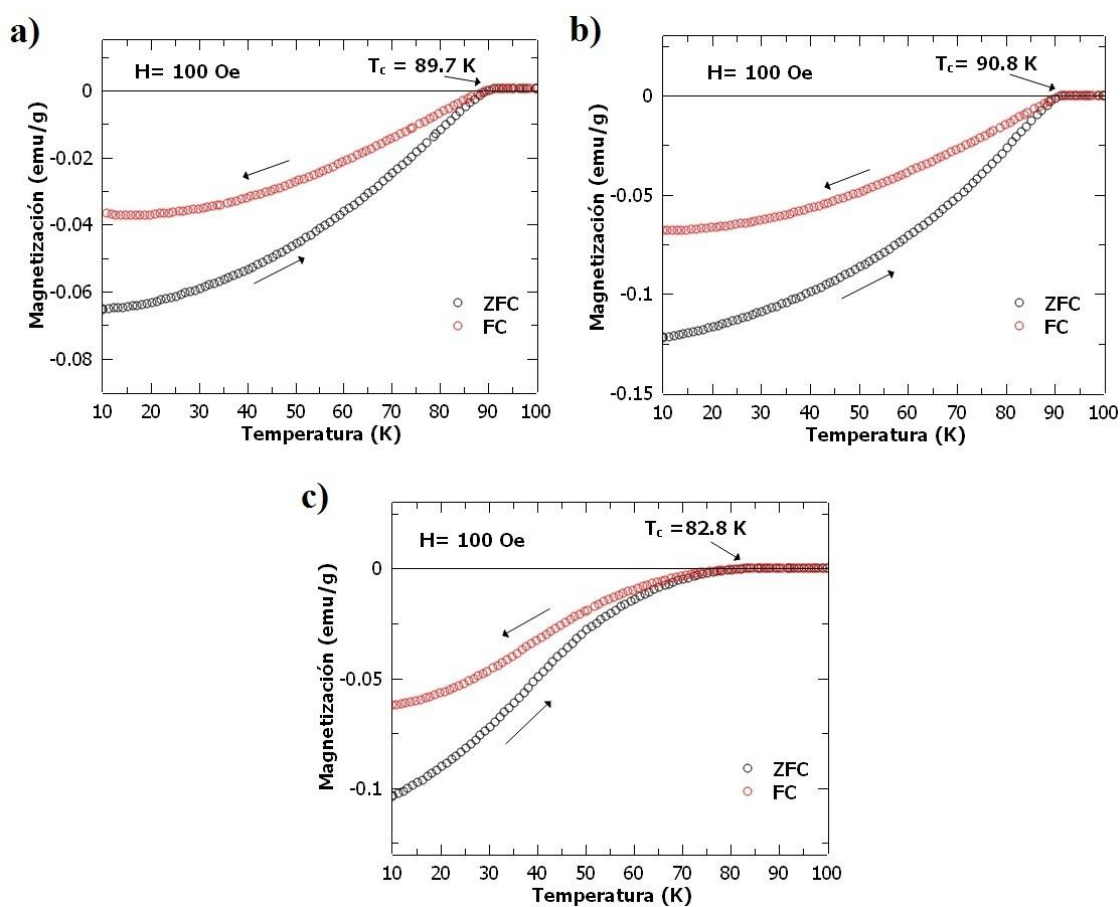 a)
H= 100 Oe
T_c = 89.7 K
0
-0.02
-0.04
-0.06
-0.08
Magnetización (emu/g)
ZFC
FC
10 20 30 40 50 60 70 80 90 100
Temperatura (K)
b)
H= 100 Oe
T_c = 90.8 K
0
-0.05
-0.1
-0.15
Magnetización (emu/g)
ZFC
FC
10 20 30 40 50 60 70 80 90 100
Temperatura (K)
c)
H= 100 Oe
T_c =82.8 K
0
-0.05
-0.1
Magnetización (emu/g)
ZFC
FC
10 20 30 40 50 60 70 80 90 100
Temperatura (K)